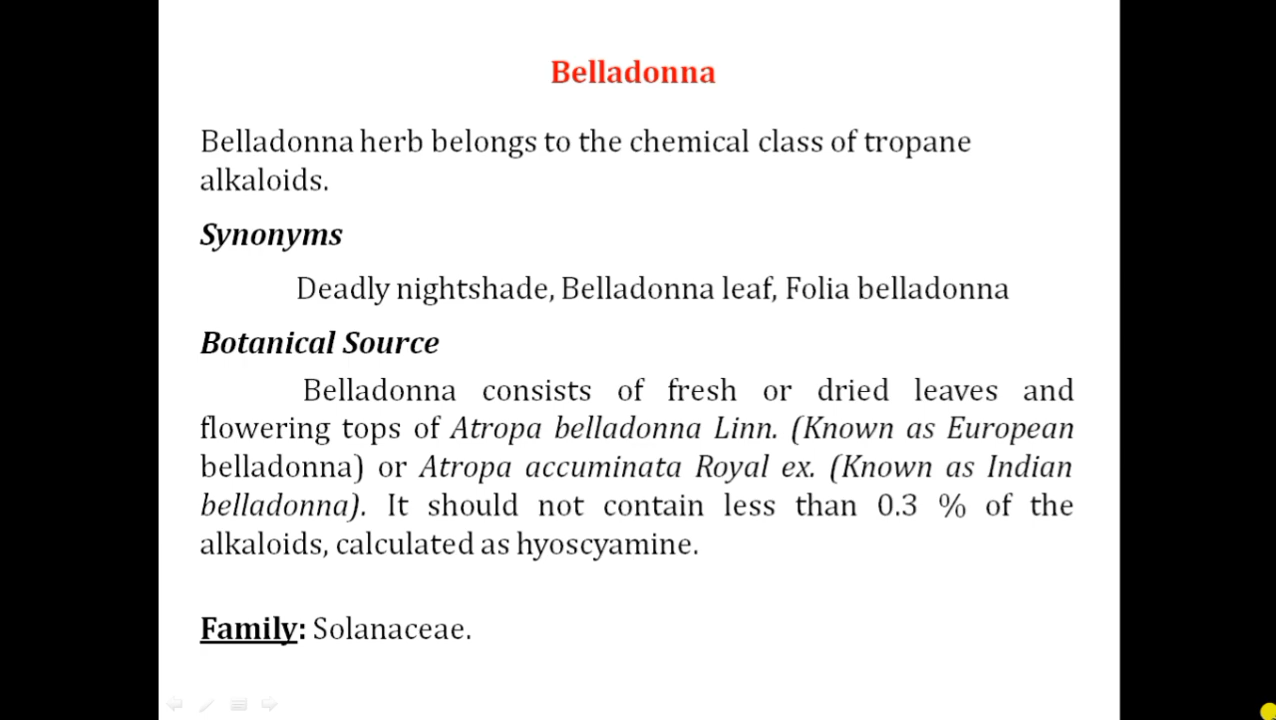 Belladonna
Belladonna herb belongs to the chemical class of tropane
alkaloids.
Synonyms
Deadly nightshade, Belladonna leaf, Folia belladonna
Botanical Source
Belladonna consists of fresh or dried leaves and
flowering tops of Atropa belladonna Linn. (Known as European
belladonna) or Atropa accuminata Royal ex. (Known as Indian
belladonna). It should not contain less than 0.3 % of the
alkaloids, calculated as hyoscyamine.
Family: Solanaceae.